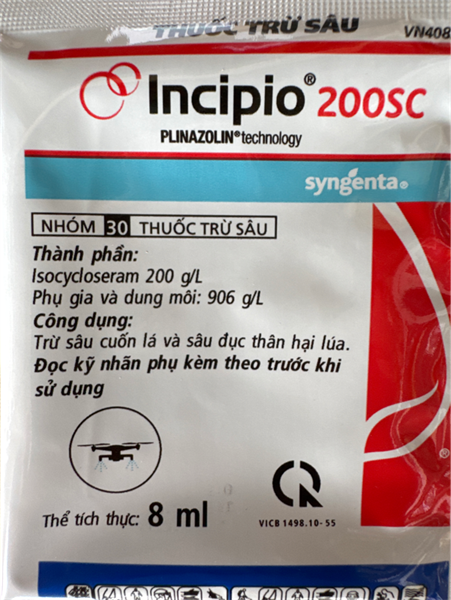 THUỐC TRỪ SÂU
VN408
Incipio® 200SC
PLINAZOLIN® technology
syngenta®
NHÓM 30 THUỐC TRỪ SÂU
Thành phần:
Isocycloseram 200 g/L
Phụ gia và dung môi: 906 g/L
Công dụng:
Trừ sâu cuốn lá và sâu đục thân hại lúa.
Đọc kỹ nhãn phụ kèm theo trước khi
sử dụng
Thể tích thực: 8 ml
VICB 1498.10-55